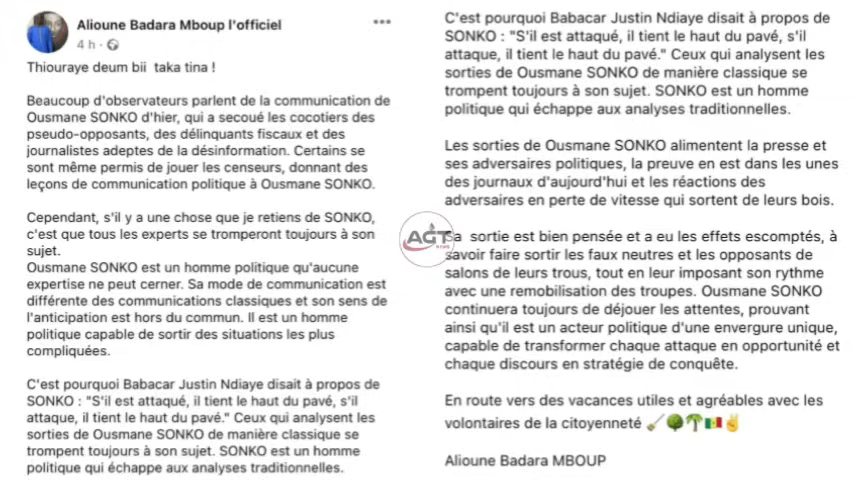 Alioune Badara Mboup l'officiel
4 h
Thiouraye deum bii taka tina !
Beaucoup d'observateurs parlent de la communication de
Ousmane SONKO d'hier, qui a secoué les cocotiers des
pseudo-opposants, des délinquants fiscaux et des
journalistes adeptes de la désinformation. Certains se
sont même permis de jouer les censeurs, donnant des
leçons de communication politique à Ousmane SONKO.
Cependant, s'il y a une chose que je retiens de SONKO,
c'est que tous les experts se tromperont toujours à son
sujet.
Ousmane SONKO est un homme politique qu'aucune
expertise ne peut cerner. Sa mode de communication est
différente des communications classiques et son sens de
l'anticipation est hors du commun. Il est un homme
politique capable de sortir des situations les plus
compliquées.
C'est pourquoi Babacar Justin Ndiaye disait à propos de
SONKO : "S'il est attaqué, il tient le haut du pavé, s'il
attaque, il tient le haut du pavé." Ceux qui analysent les
sorties de Ousmane SONKO de manière classique se
trompent toujours à son sujet. SONKO est un homme
politique qui échappe aux analyses traditionnelles.
C'est pourquoi Babacar Justin Ndiaye disait à propos de
SONKO : "S'il est attaqué, il tient le haut du pavé, s'il
attaque, il tient le haut du pavé." Ceux qui analysent les
sorties de Ousmane SONKO de manière classique se
trompent toujours à son sujet. SONKO est un homme
politique qui échappe aux analyses traditionnelles.
Les sorties de Ousmane SONKO alimentent la presse et
ses adversaires politiques, la preuve en est dans les unes
des journaux d'aujourd'hui et les réactions des
adversaires en perte de vitesse qui sortent de leurs bois.
AGT
Sa sortie est bien pensée et a eu les effets escomptés, à
savoir faire sortir les faux neutres et les opposants de
salons de leurs trous, tout en leur imposant son rythme
avec une remobilisation des troupes. Ousmane SONKO
continuera toujours de déjouer les attentes, prouvant
ainsi qu'il est un acteur politique d'une envergure unique,
capable de transformer chaque attaque en opportunité et
chaque discours en stratégie de conquête.
En route vers des vacances utiles et agréables avec les
volontaires de la citoyenneté
Alioune Badara MBOUP